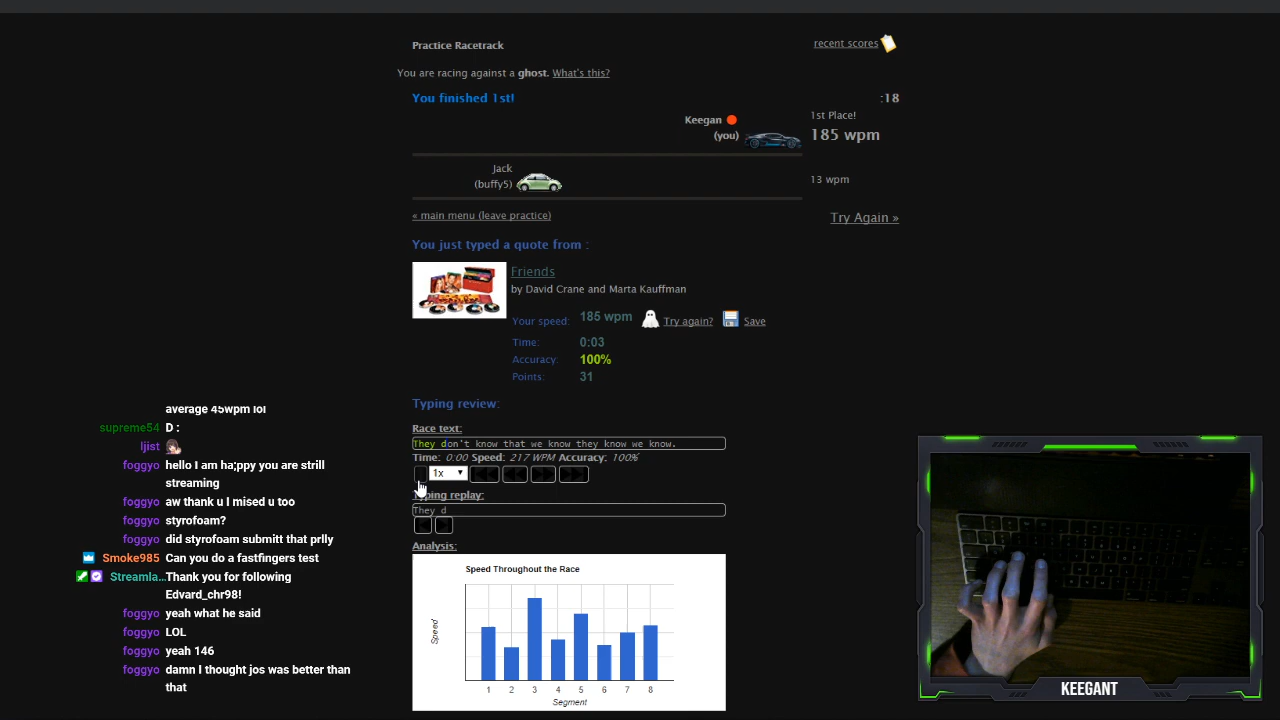 Practice Racetrack
recent scores
You are racing against a ghost. What's this?
You finished 1st!
:18
Keegan
(you)
1st Place!
185 wpm
Jack
(buffy5)
13 wpm
« main menu (leave practice)
Try Again »
You just typed a quote from :
Friends
by David Crane and Marta Kauffman
Your speed: 185 wpm Try again? Save
Time: 0:03
Accuracy: 100%
Points: 31
Typing review:
Race text:
They don't know that we know they know we know.
Time: 0:00 Speed: 217 WPM Accuracy: 100%
1x
Typing replay:
They d
Analysis:
Speed Throughout the Race
Speed
1 2 3 4 5 6 7 8
Segment
average 45wpm lol
supreme54 D :
ljist
foggyo hello I am ha;ppy you are strill
streaming
foggyo aw thank u I mised u too
foggyo styrofoam?
foggyo did styrofoam submitt that prlly
Smoke985 Can you do a fastfingers test
Streamla... Thank you for following
Edvard_chr98!
foggyo yeah what he said
foggyo LOL
foggyo yeah 146
foggyo damn I thought jos was better than
that
KEEGANT